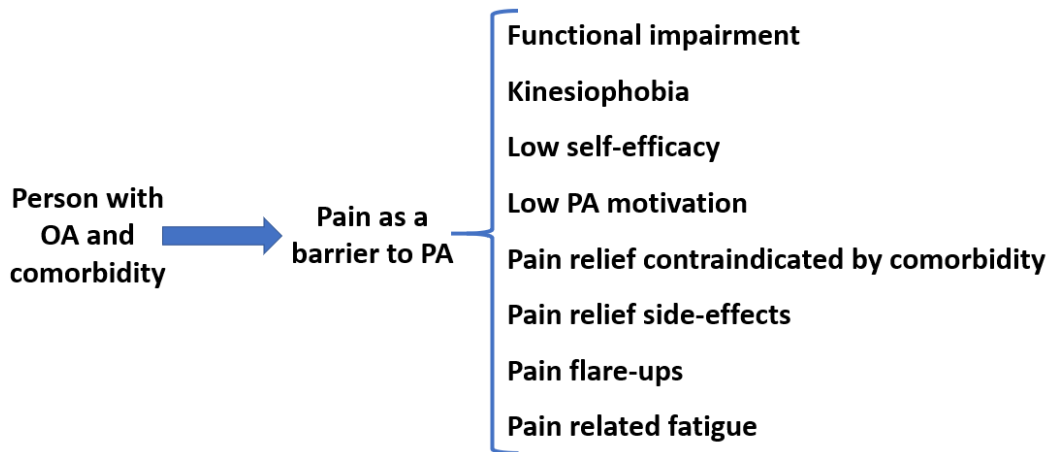 Person with
OA and
comorbidity
Pain as a
barrier to PA
Functional impairment
Kinesiophobia
Low self-efficacy
Low PA motivation
Pain relief contraindicated by comorbidity
Pain relief side-effects
Pain flare-ups
Pain related fatigue